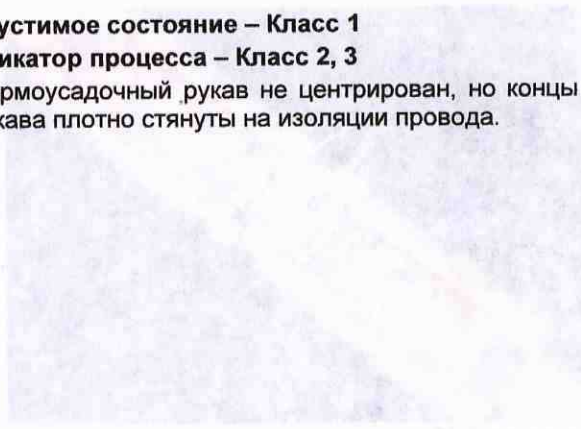 устимое состояние – Класс 1
икатор процесса – Класс 2, 3
рмоусадочный рукав не центрирован, но концы
кава плотно стянуты на изоляции провода.